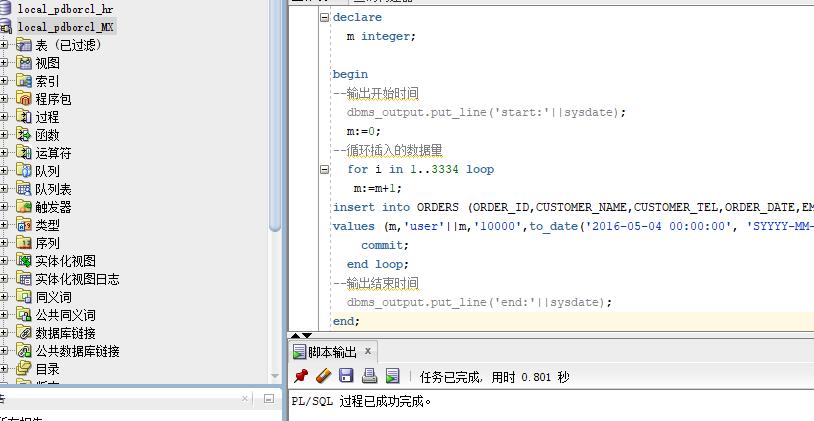 local_pdborcl_hr
local_pdborcl_MX
表 (已过滤)
视图
索引
程序包
过程
函数
运算符
队列
队列表
触发器
类型
序列
实体化视图
实体化视图日志
同义词
公共同义词
数据库链接
公共数据库链接
目录
declare
m integer;
begin
--输出开始时间
dbms_output.put_line('start:'||sysdate);
m:=0;
--循环插入的数据量
for i in 1..3334 loop
m:=m+1;
insert into ORDERS (ORDER_ID,CUSTOMER_NAME,CUSTOMER_TEL,ORDER_DATE,EM
values (m,'user'||m,'10000',to_date('2016-05-04 00:00:00', 'SYYYY-MM-
commit;
end loop;
--输出结束时间
dbms_output.put_line('end:'||sysdate);
end;
脚本输出 x
任务已完成, 用时 0.801 秒
PL/SQL 过程已成功完成。